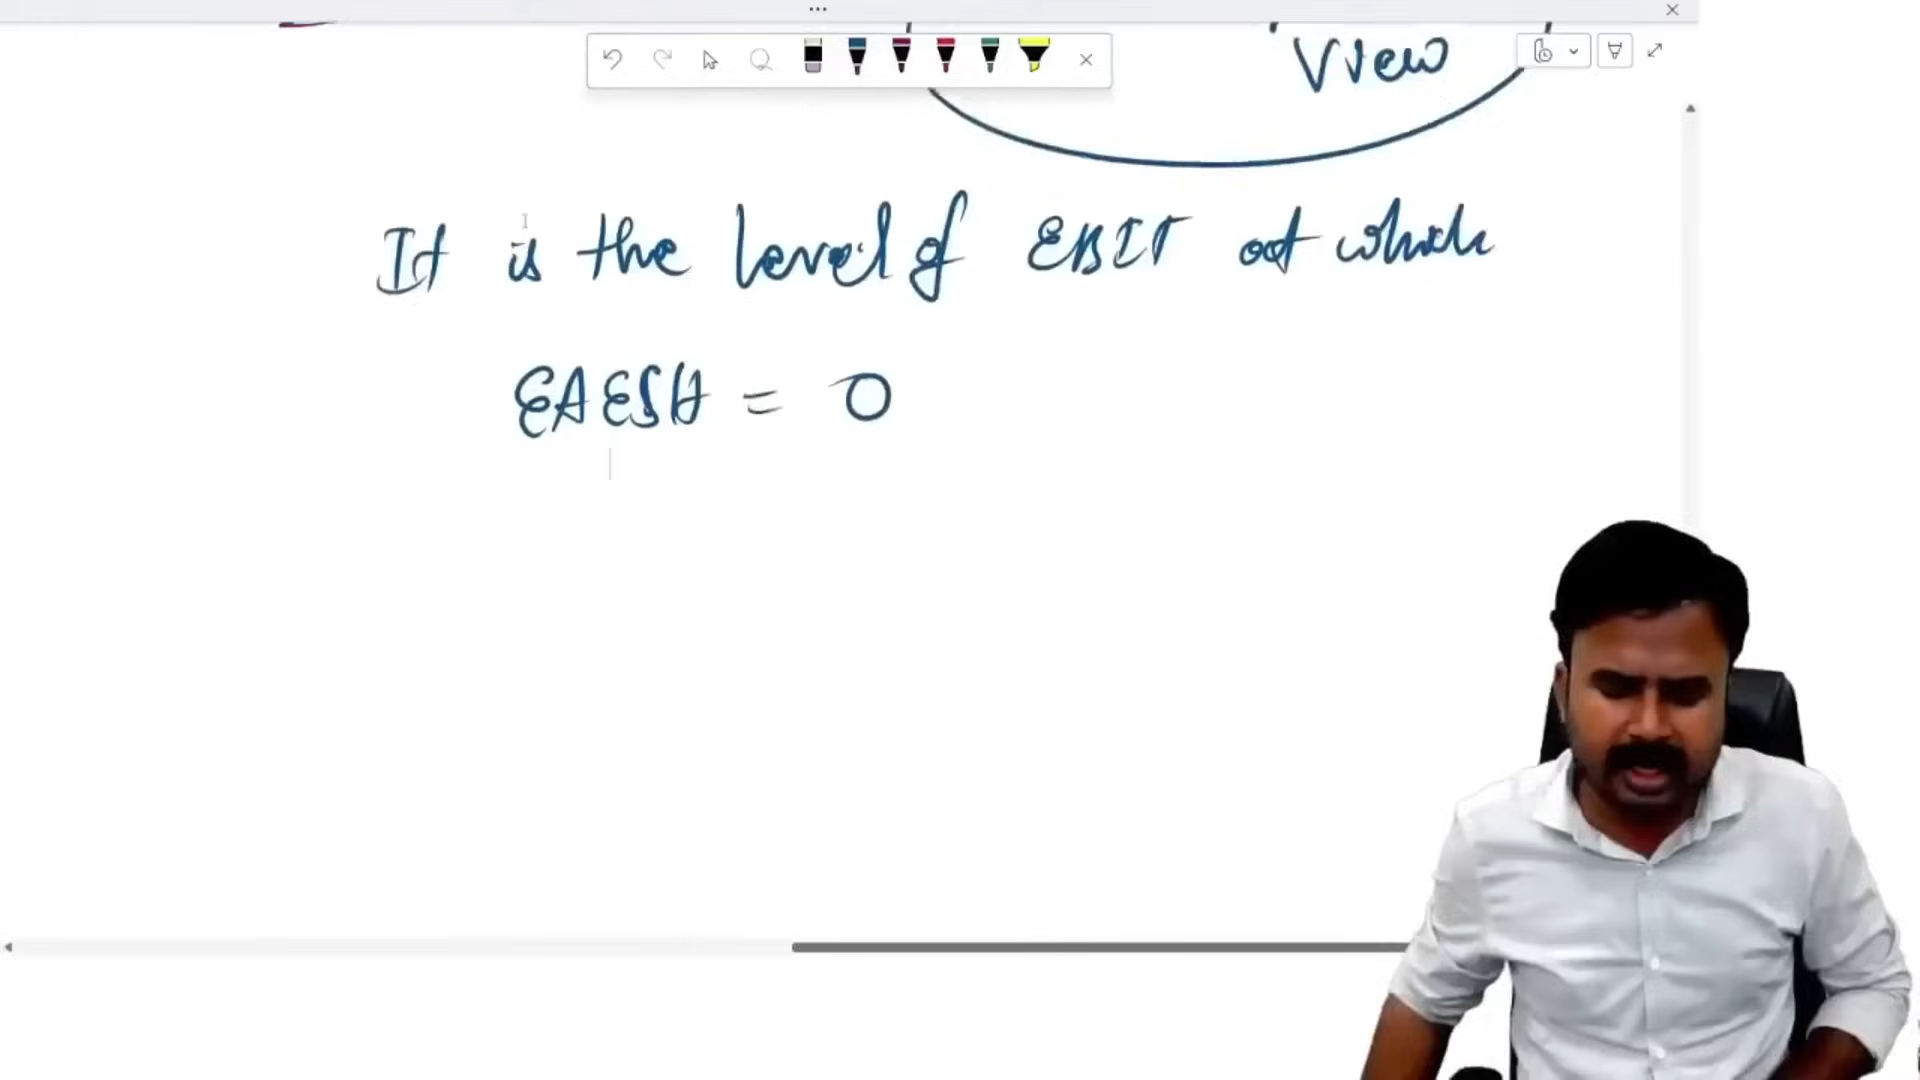 View
It is the level of EBIT at which
EAESH = 0